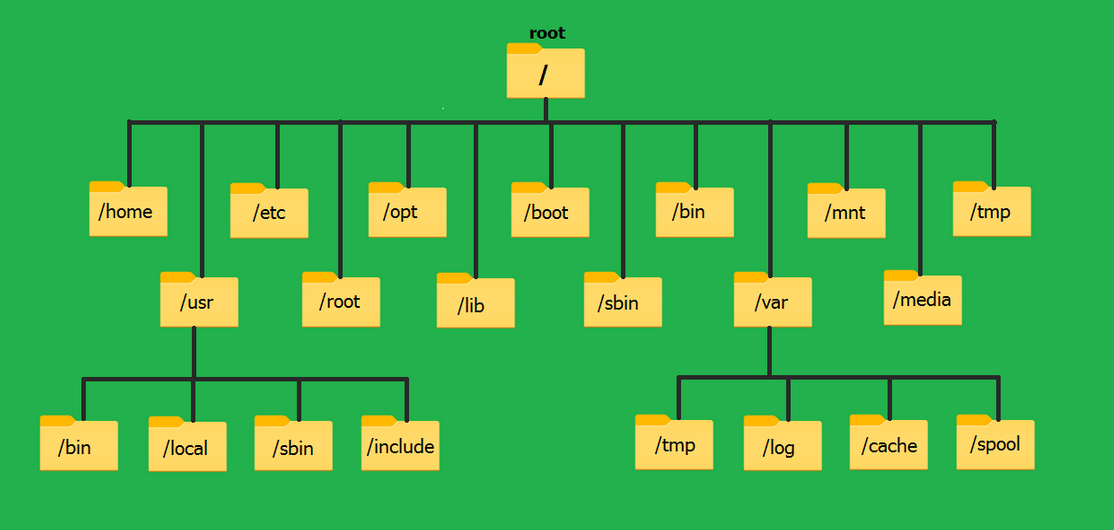 root
/
/home
/etc
/opt
/boot
/bin
/mnt
/tmp
/usr
/root
/lib
/sbin
/var
/media
/bin
/local
/sbin
/include
/tmp
/log
/cache
/spool